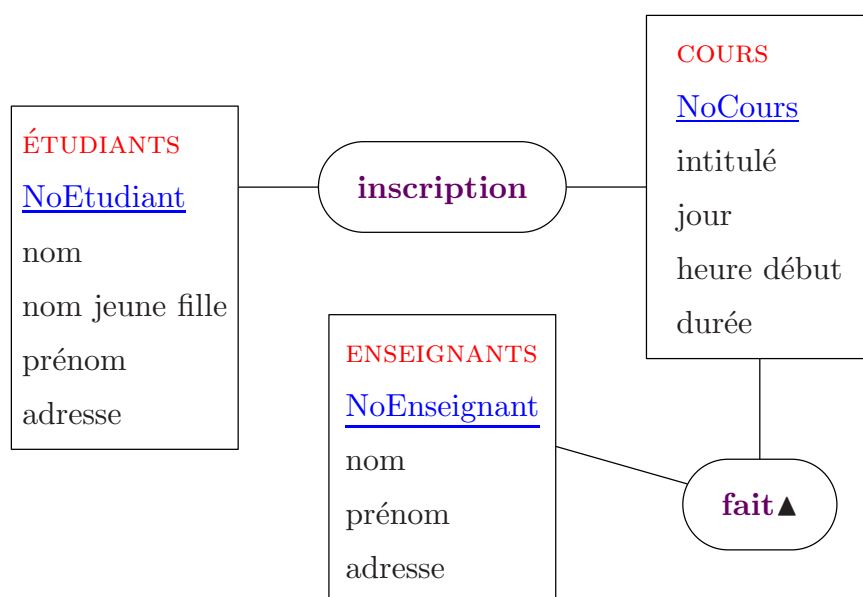 ÉTUDIANTS
NoEtudiant
nom
nom jeune fille
prénom
adresse
inscription
COURS
NoCours
intitulé
jour
heure début
durée
ENSEIGNANTS
NoEnseignant
nom
prénom
adresse
fait▲